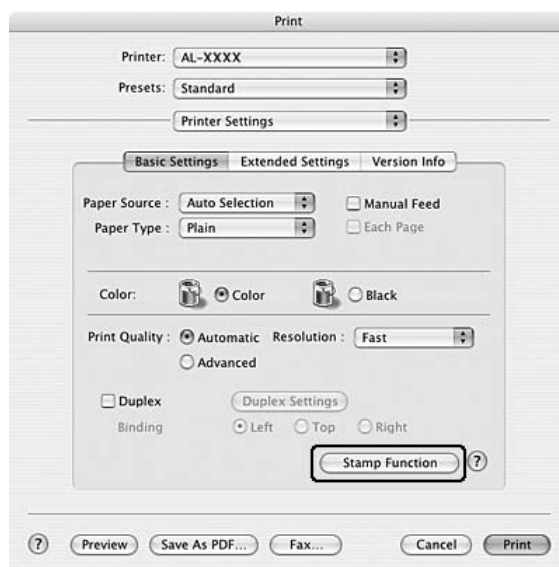 Print
Printer: AL-XXXX
Presets: Standard
Printer Settings
Basic Settings Extended Settings Version Info
Paper Source : Auto Selection Manual Feed
Paper Type : Plain Each Page
Color: Color Black
Print Quality : Automatic Resolution : Fast
Advanced
Duplex Duplex Settings
Binding Left Top Right
Stamp Function ?
? Preview Save As PDF... Fax... Cancel Print